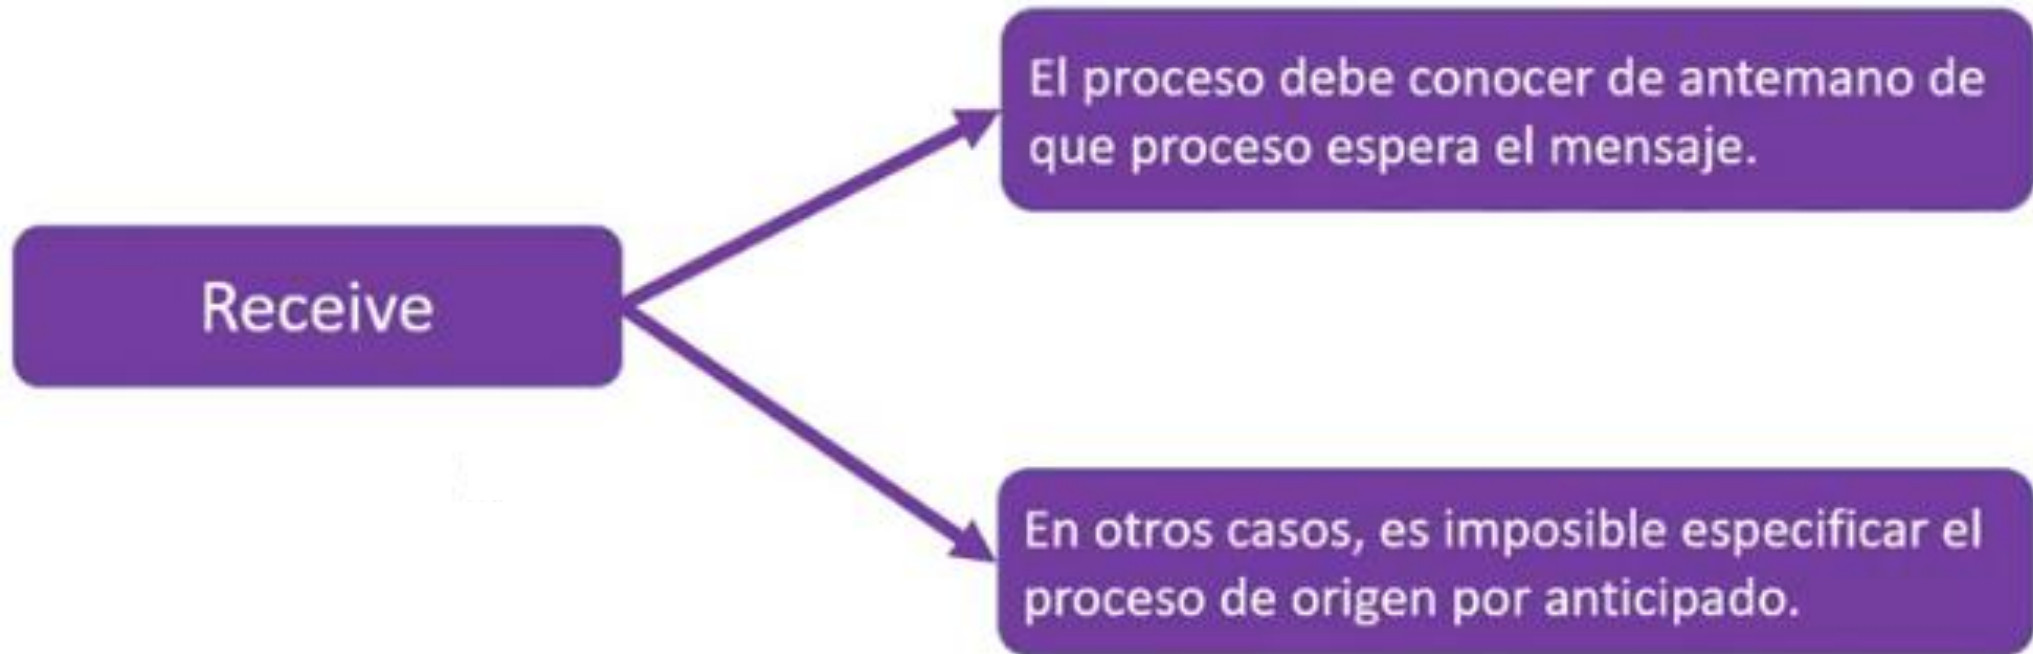 El proceso debe conocer de antemano de
que proceso espera el mensaje.
Receive
En otros casos, es imposible especificar el
proceso de origen por anticipado.